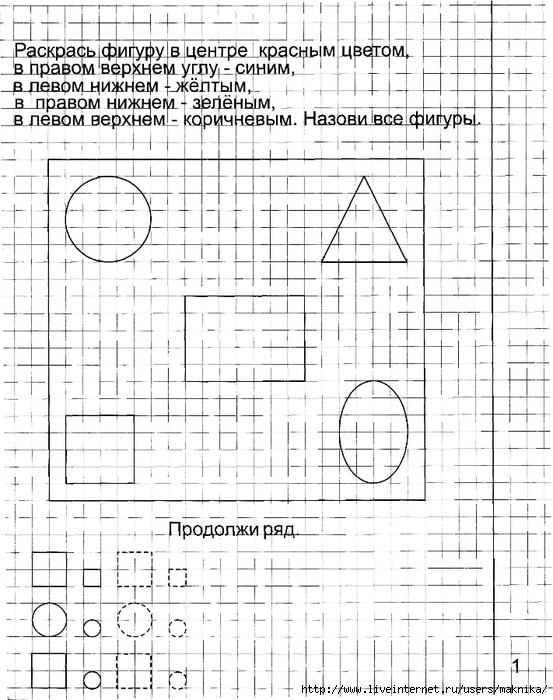 Раскрась фигуру в центре красным цветом,
в правом верхнем углу - синим,
в левом нижнем - жёлтым,
в правом нижнем - зелёным,
в левом верхнем - коричневым. Назови все фигуры.
Продолжи ряд.
1
http://www.liveinternet.ru/users/maknika/